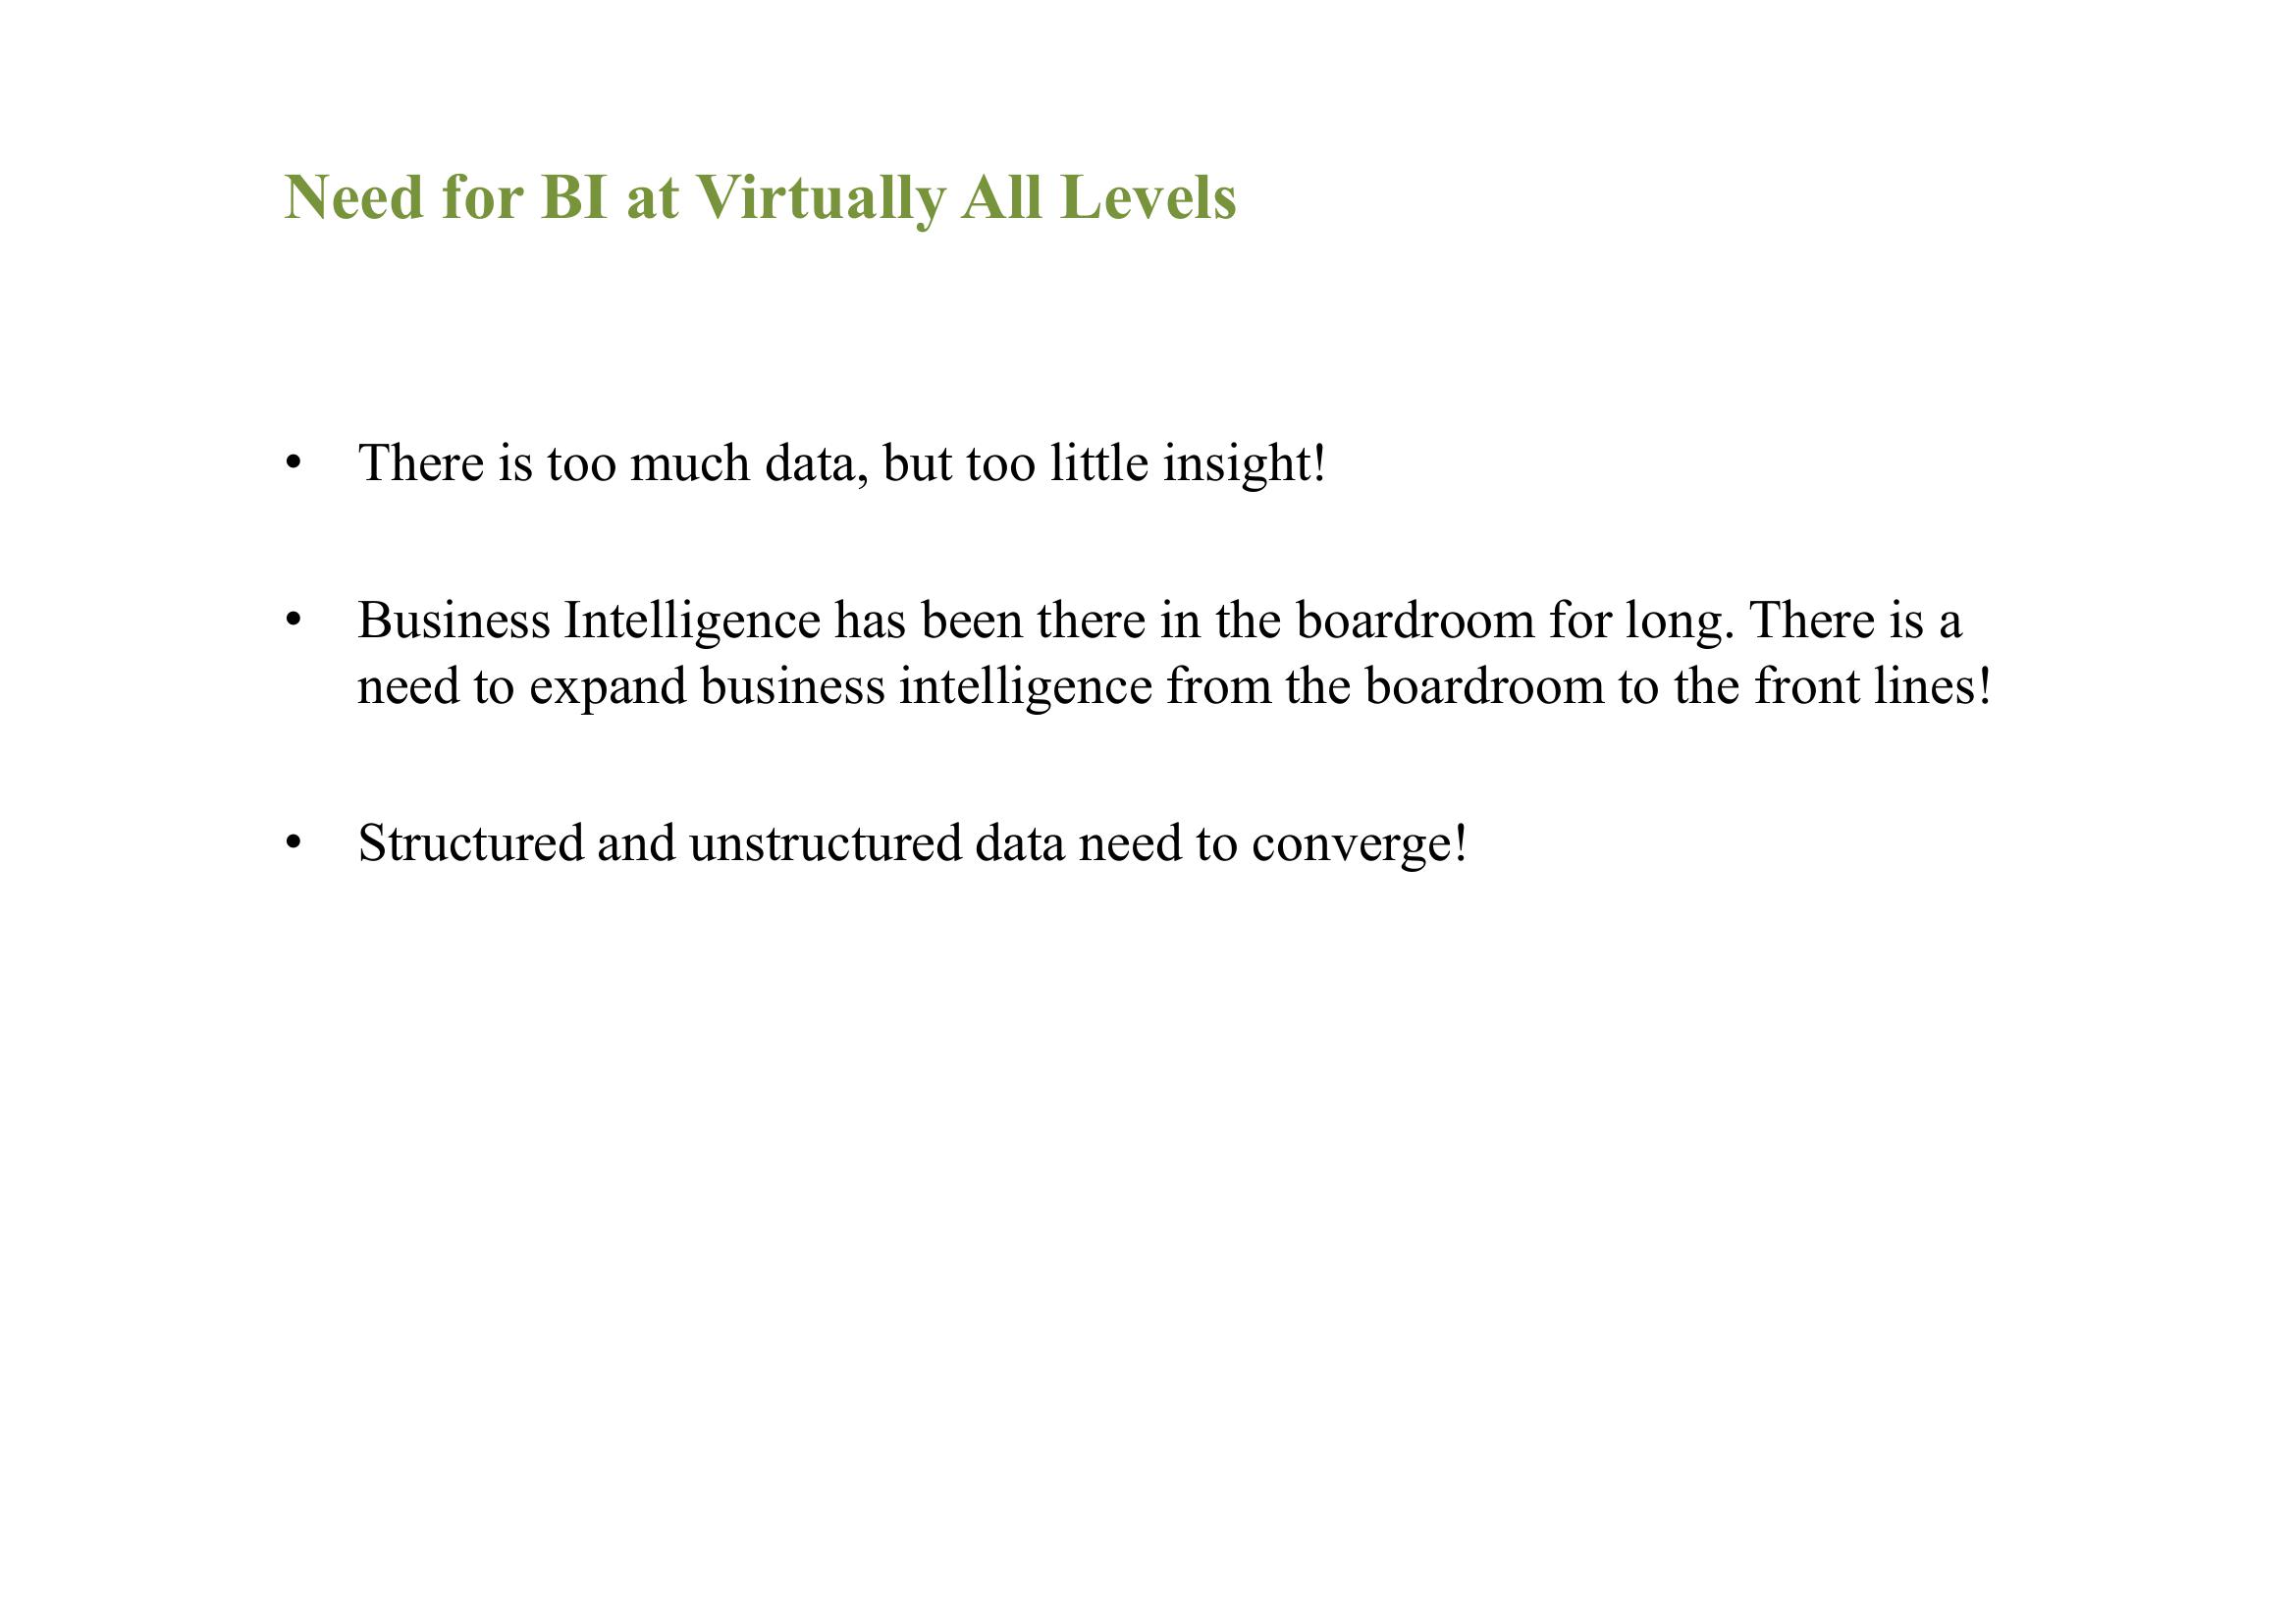 Need for BI at Virtually All Levels
• There is too much data, but too little insight!
• Business Intelligence has been there in the boardroom for long. There is a
need to expand business intelligence from the boardroom to the front lines!
• Structured and unstructured data need to converge!